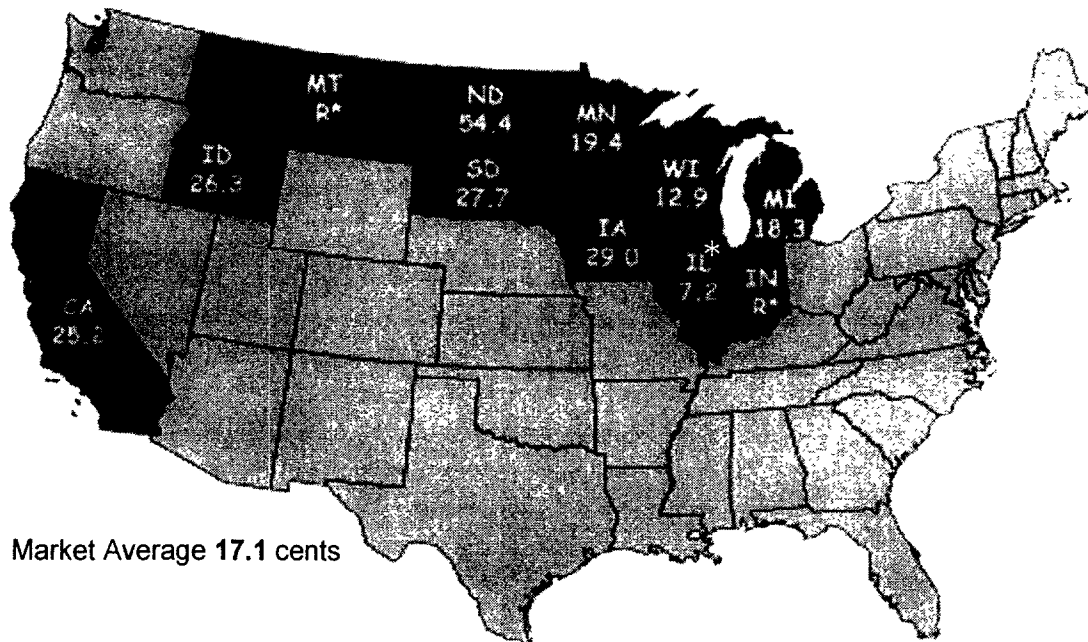 MT
R*
ND
54.4
MN
19.4
ID
26.3
SD
27.7
WI
12.9
MI
18.3
IA
29.0
IL*
7.2
IN
R*
CA
25.2
Market Average 17.1 cents